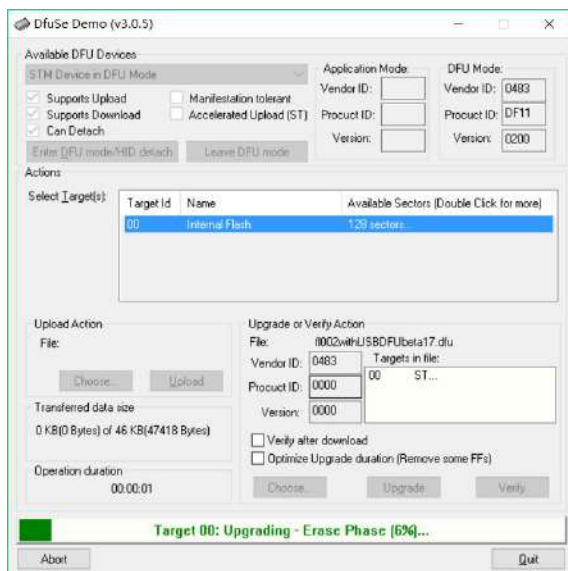 DfuSe Demo (v3.0.5)
Available DFU Devices
STM Device in DFU Mode
Supports Upload
Manifestation tolerant
Supports Download
Accelerated Upload (ST)
Can Detach
Enter DFU mode/HID detach
Leave DFU mode
Application Mode:
Vendor ID:
Procuct ID:
Version:
DFU Mode:
Vendor ID: 0483
Procuct ID: DF11
Version: 0200
Actions
Select Target(s):
Target Id Name Available Sectors (Double Click for more)
00 Internal Flash 128 sectors...
Upload Action
File:
Choose... Upload
Transferred data size
0 KB(0 Bytes) of 46 KB(47418 Bytes)
Operation duration
00:00:01
Upgrade or Verify Action
File: fl002withUSBDFUbeta17.dfu
Vendor ID: 0483
Procuct ID: 0000
Version: 0000
Targets in file:
00 ST...
Verify after download
Optimize Upgrade duration (Remove some FFs)
Choose... Upgrade Verify
Target 00: Upgrading - Erase Phase (6%)...
Abort Quit